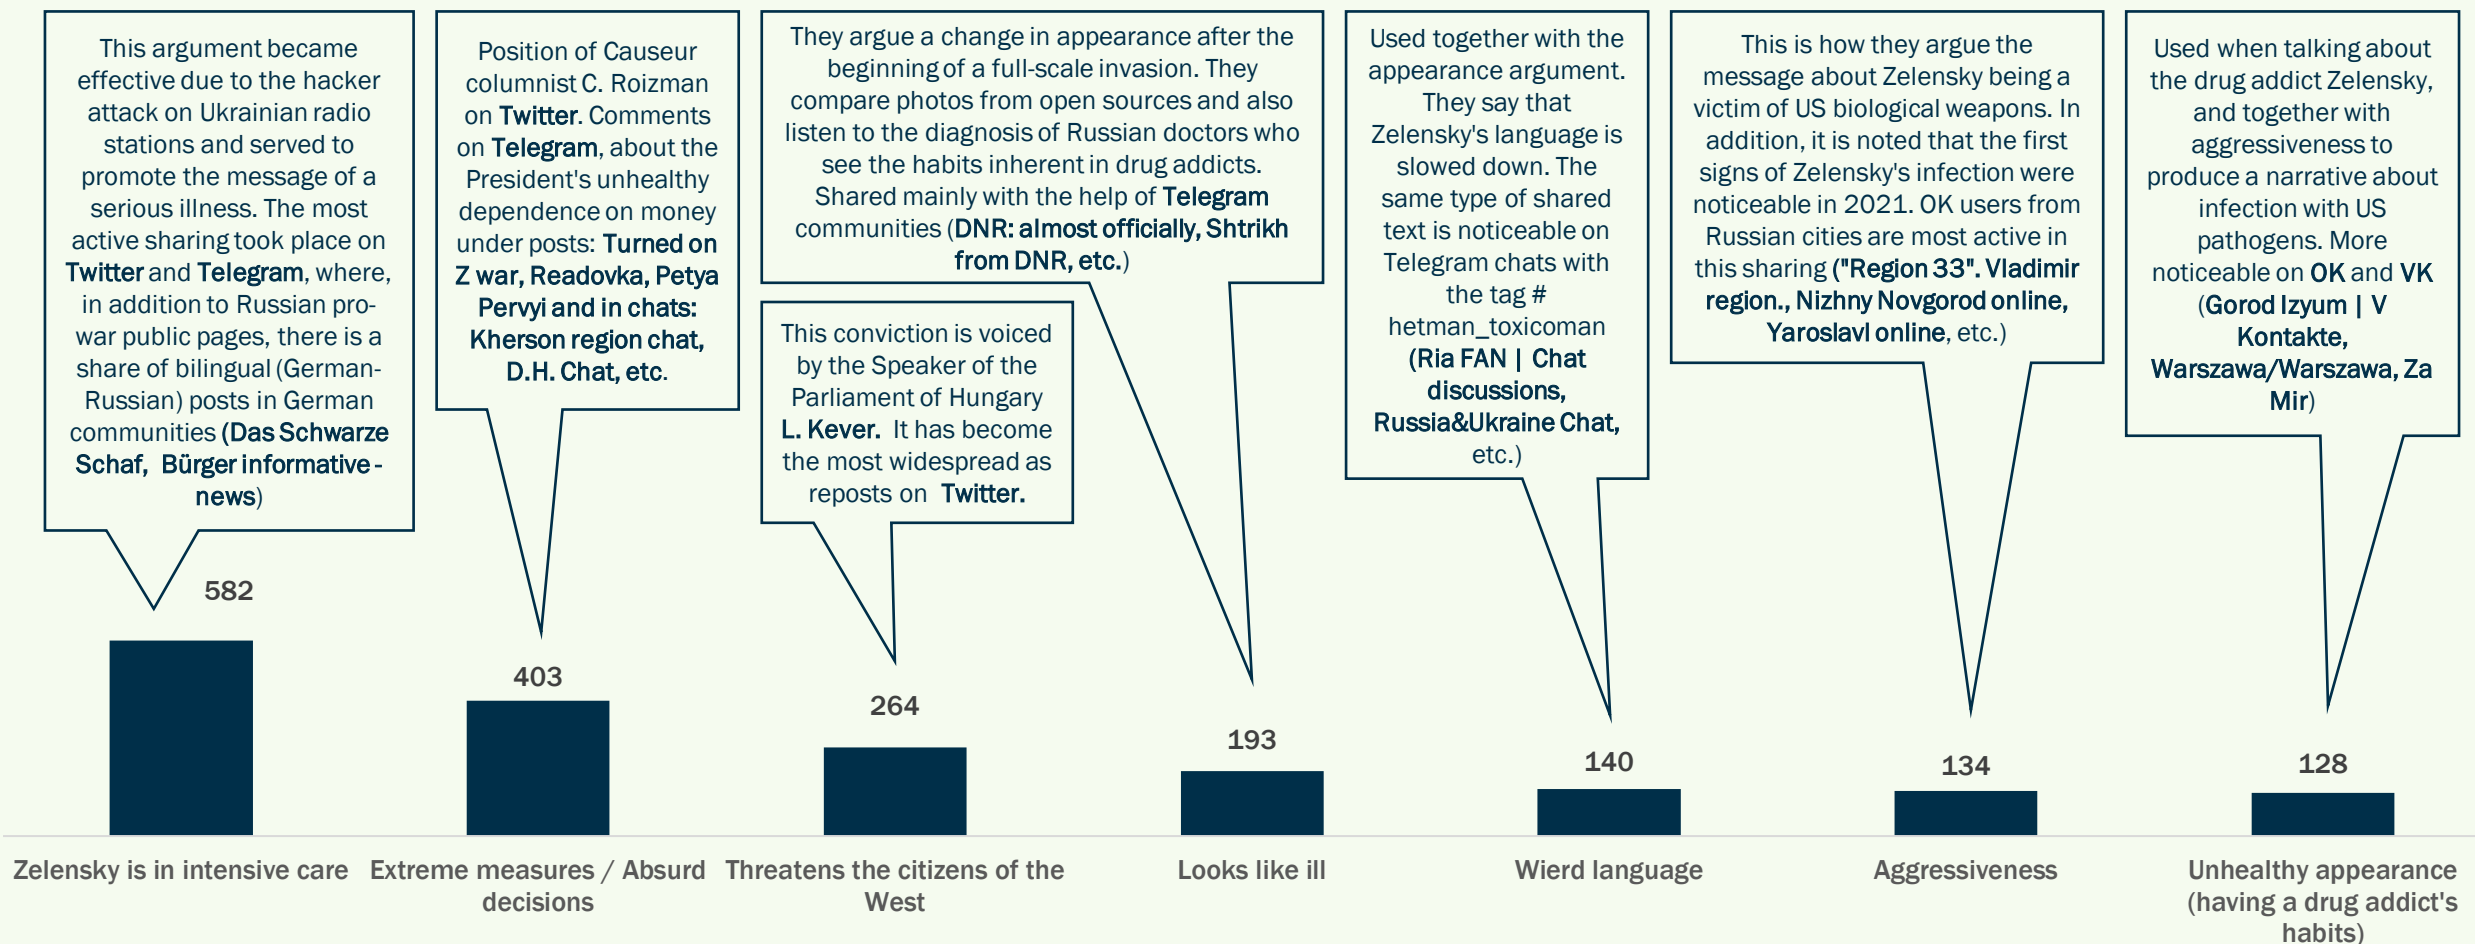 This argument became
effective due to the hacker
attack on Ukrainian radio
stations and served to
promote the message of a
serious illness. The most
active sharing took place on
Twitter and Telegram, where,
in addition to Russian pro-
war public pages, there is a
share of bilingual (German-
Russian) posts in German
communities (Das Schwarze
Schaf, Bürger informative -
news)
Position of Causeur
columnist C. Roizman
on Twitter. Comments
on Telegram, about the
President's unhealthy
dependence on money
under posts: Turned on
Z war, Readovka, Petya
Pervyi and in chats:
Kherson region chat,
D.H. Chat, etc.
They argue a change in appearance after the
beginning of a full-scale invasion. They
compare photos from open sources and also
listen to the diagnosis of Russian doctors who
see the habits inherent in drug addicts.
Shared mainly with the help of Telegram
communities (DNR: almost officially, Shtrikh
from DNR, etc.)
This conviction is voiced
by the Speaker of the
Parliament of Hungary
L. Kever. It has become
the most widespread as
reposts on Twitter.
Used together with the
appearance argument.
They say that
Zelensky's language is
slowed down. The
same type of shared
text is noticeable on
Telegram chats with
the tag #
hetman_toxicoman
(Ria FAN | Chat
discussions,
Russia&Ukraine Chat,
etc.)
This is how they argue the
message about Zelensky being a
victim of US biological weapons. In
addition, it is noted that the first
signs of Zelensky's infection were
noticeable in 2021. OK users from
Russian cities are most active in
this sharing ("Region 33". Vladimir
region., Nizhny Novgorod online,
Yaroslavl online, etc.)
Used when talking about
the drug addict Zelensky,
and together with
aggressiveness to
produce a narrative about
infection with US
pathogens. More
noticeable on OK and VK
(Gorod Izyum | V
Kontakte,
Warszawa/Warszawa, Za
Mir)
582
403
264
193
140
134
128
Zelensky is in intensive care
Extreme measures / Absurd
decisions
Threatens the citizens of the
West
Looks like ill
Wierd language
Aggressiveness
Unhealthy appearance
(having a drug addict's
habits)